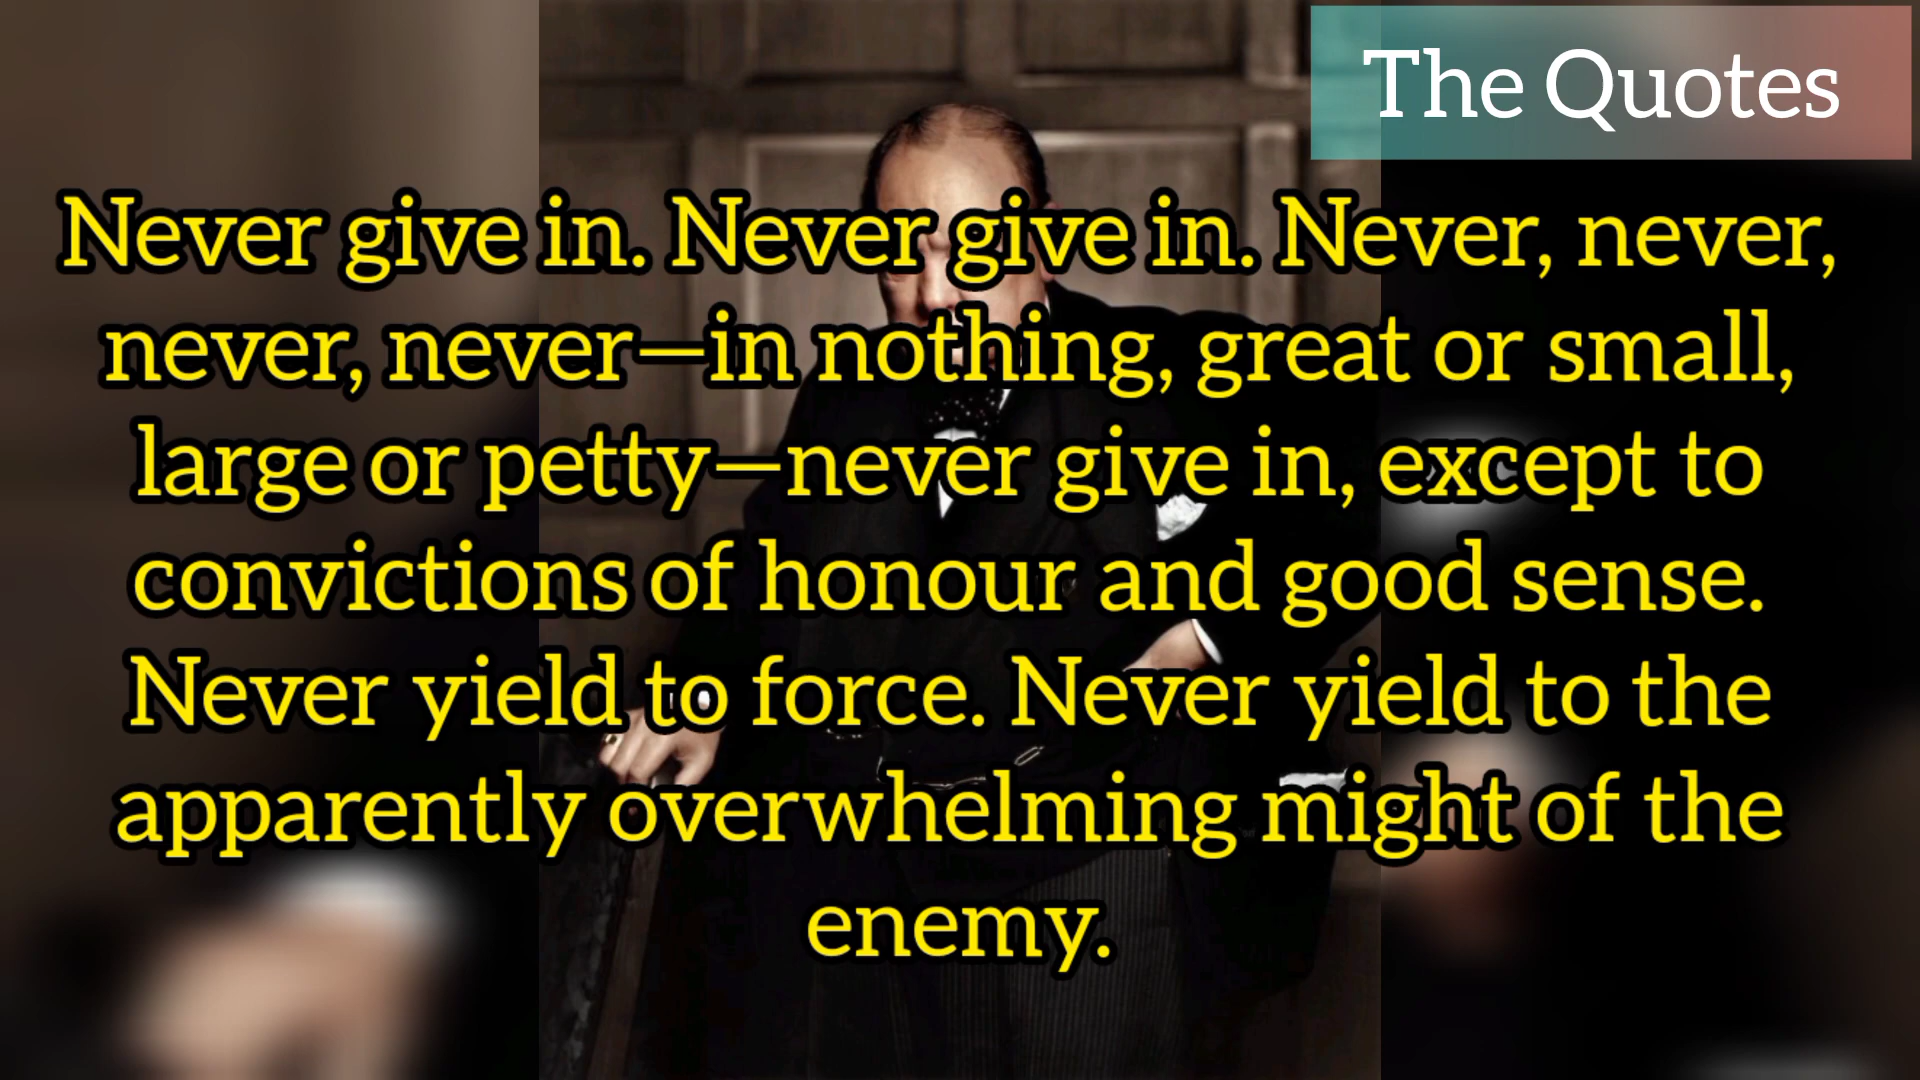 The Quotes
Never give in. Never give in. Never, never,
never, never—in nothing, great or small,
large or petty—never give in, except to
convictions of honour and good sense.
Never yield to force. Never yield to the
apparently overwhelming might of the
enemy.